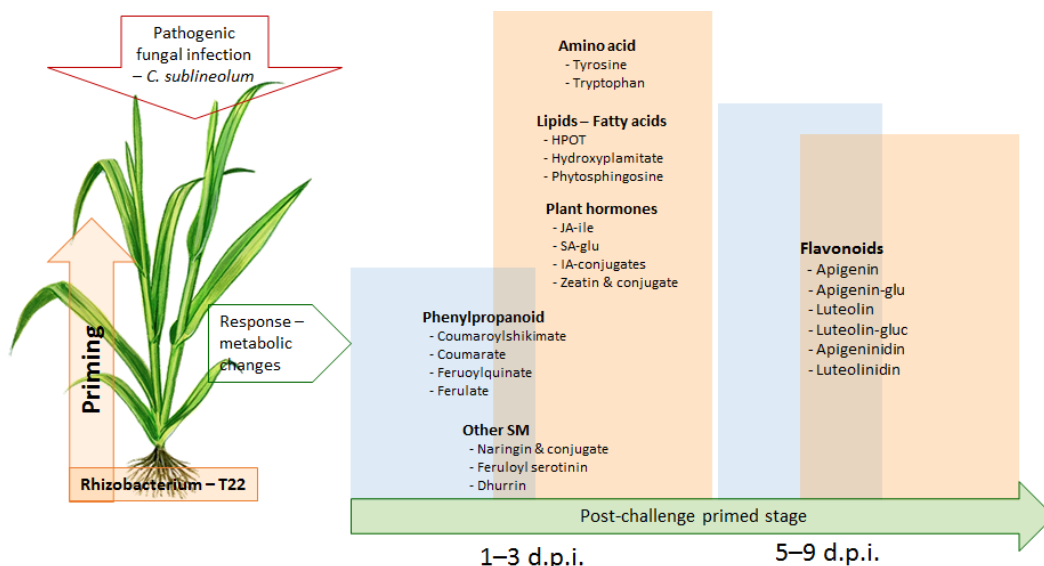 Pathogenic
fungal infection
– C. sublineolum
Priming
Rhizobacterium – T22
Response –
metabolic
changes
Amino acid
- Tyrosine
- Tryptophan
Lipids – Fatty acids
- HPOT
- Hydroxyplamitate
- Phytosphingosine
Plant hormones
- JA-ile
- SA-glu
- IA-conjugates
- Zeatin & conjugate
Phenylpropanoid
- Coumaroylshikimate
- Coumarate
- Feruoylquinate
- Ferulate
Other SM
- Naringin & conjugate
- Feruloyl serotinin
- Dhurrin
Flavonoids
- Apigenin
- Apigenin-glu
- Luteolin
- Luteolin-gluc
- Apigeninidin
- Luteolinidin
Post-challenge primed stage
1–3 d.p.i.
5–9 d.p.i.